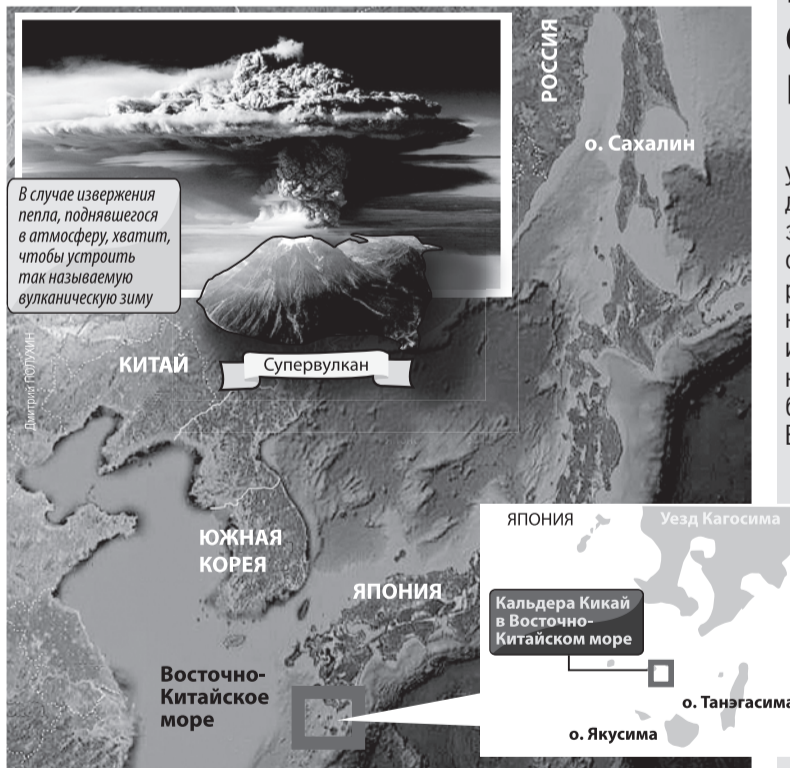 РОССИЯ
о. Сахалин
В случае извержения
пепла, поднявшегося
в атмосферу, хватит,
чтобы устроить
так называемую
вулканическую зиму
Дмитрий ПОЛУХИН
КИТАЙ
Супервулкан
ЮЖНАЯ
КОРЕЯ
ЯПОНИЯ
Восточно-
Китайское
море
ЯПОНИЯ
Уезд Кагосима
Кальдера Кикай
в Восточно-
Китайском море
о. Танэгасима
о. Якусима